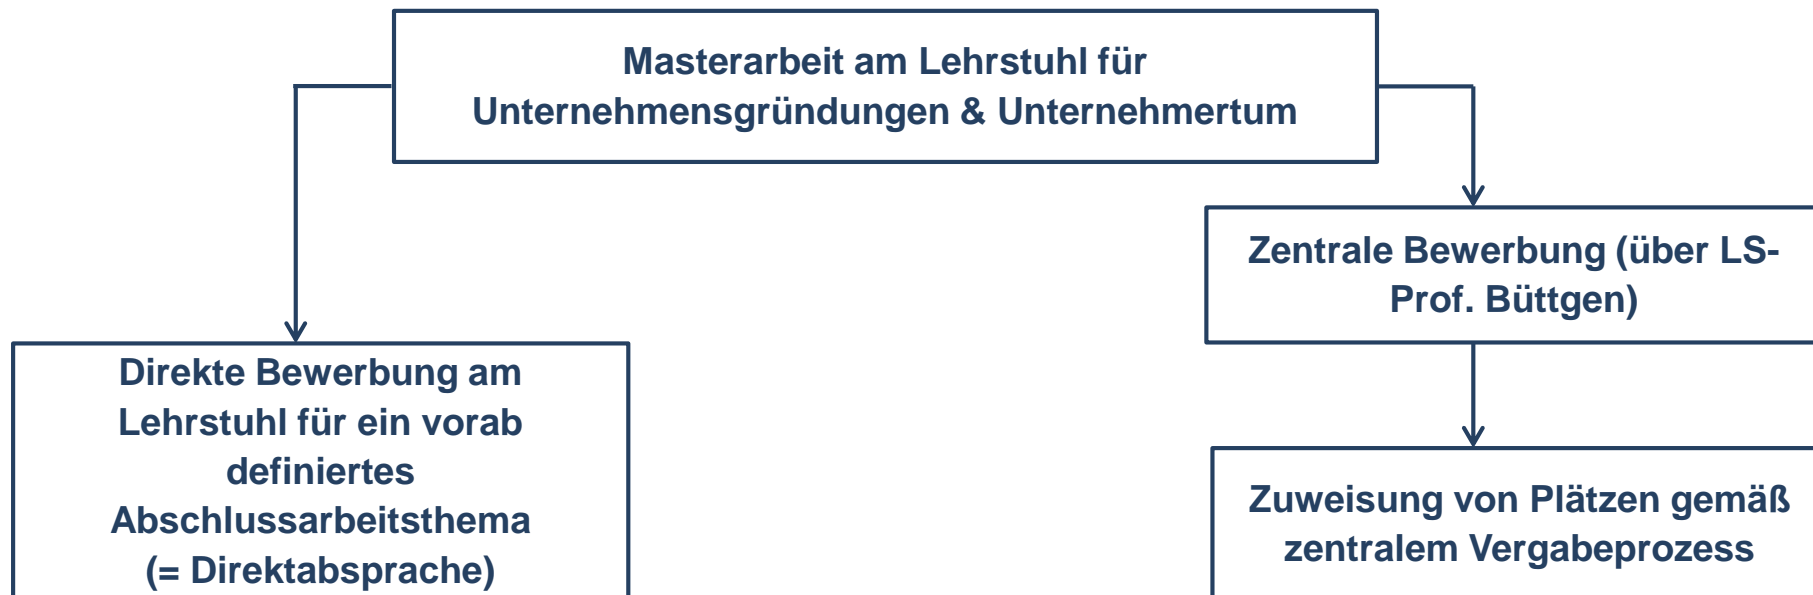 Masterarbeit am Lehrstuhl für
Unternehmensgründungen & Unternehmertum
Zentrale Bewerbung (über LS-
Prof. Büttgen)
Direkte Bewerbung am
Lehrstuhl für ein vorab
definiertes
Abschlussarbeitsthema
(= Direktabsprache)
Zuweisung von Plätzen gemäß
zentralem Vergabeprozess